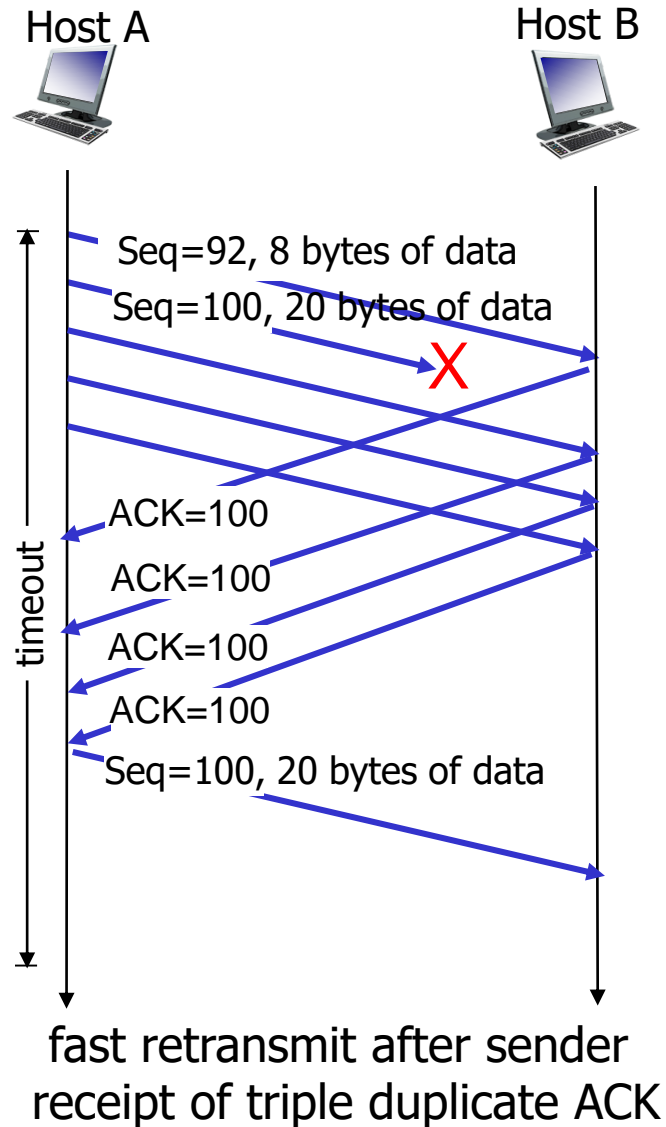 Host A
Host B
Seq=92, 8 bytes of data
Seq=100, 20 bytes of data
X
ACK=100
timeout
ACK=100
ACK=100
ACK=100
Seq=100, 20 bytes of data
fast retransmit after sender
receipt of triple duplicate ACK